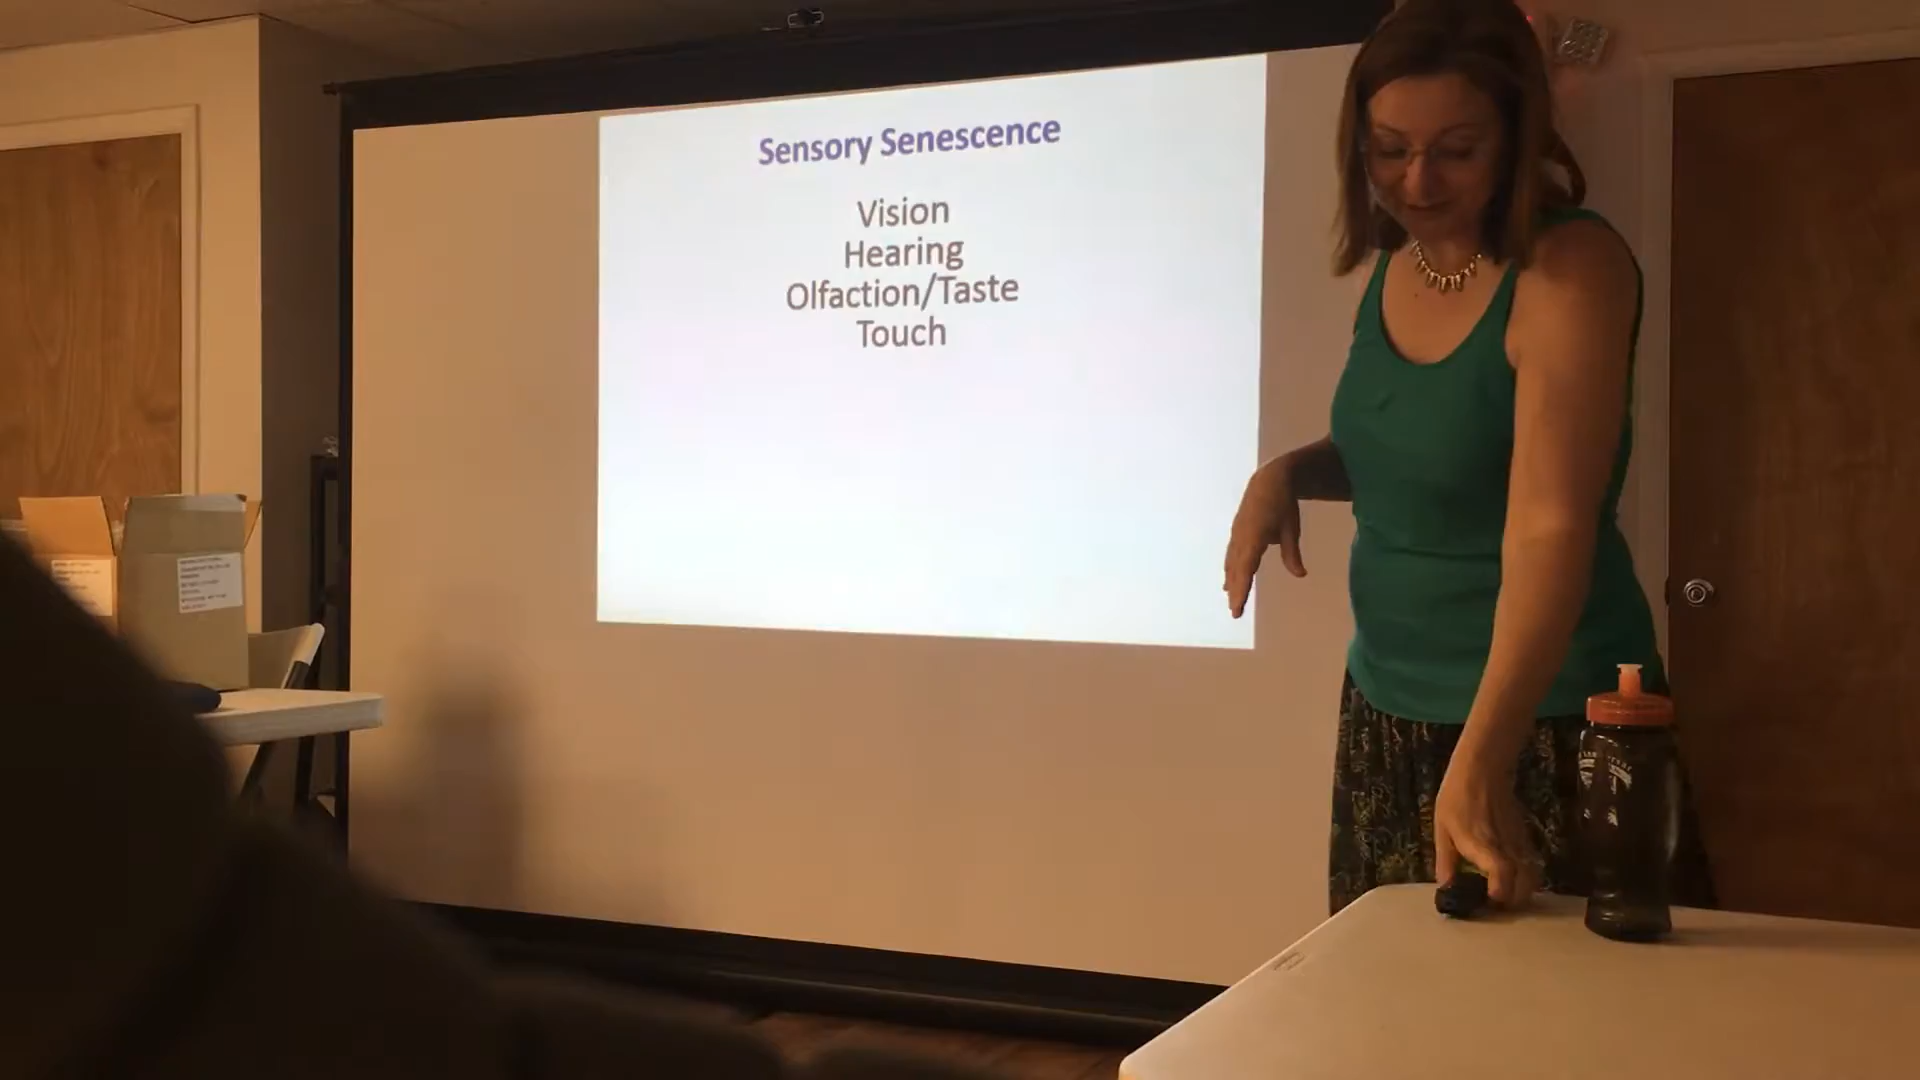 Sensory Senescence
Vision
Hearing
Olfaction/Taste
Touch